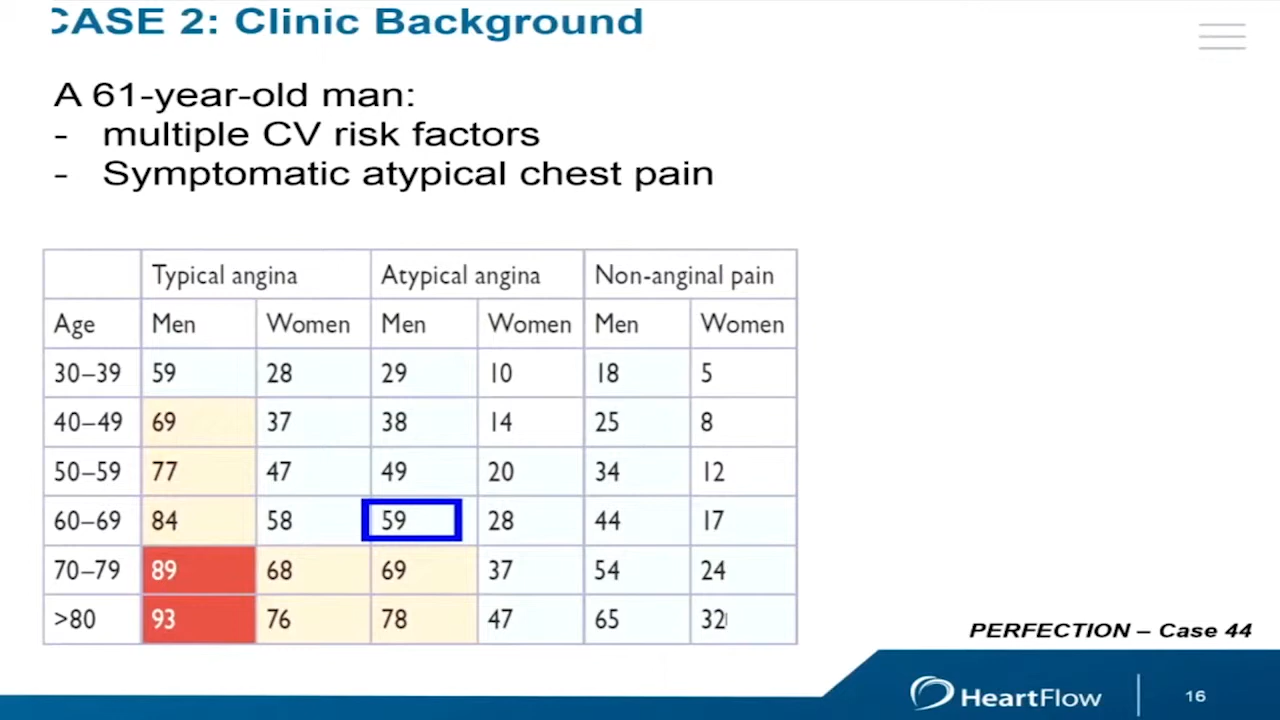 CASE 2: Clinic Background
A 61-year-old man:
- multiple CV risk factors
- Symptomatic atypical chest pain
Typical angina Atypical angina Non-anginal pain
Age Men Women Men Women Men Women
30–39 59 28 29 10 18 5
40–49 69 37 38 14 25 8
50–59 77 47 49 20 34 12
60–69 84 58 59 28 44 17
70–79 89 68 69 37 54 24
>80 93 76 78 47 65 32
PERFECTION – Case 44
HeartFlow 16